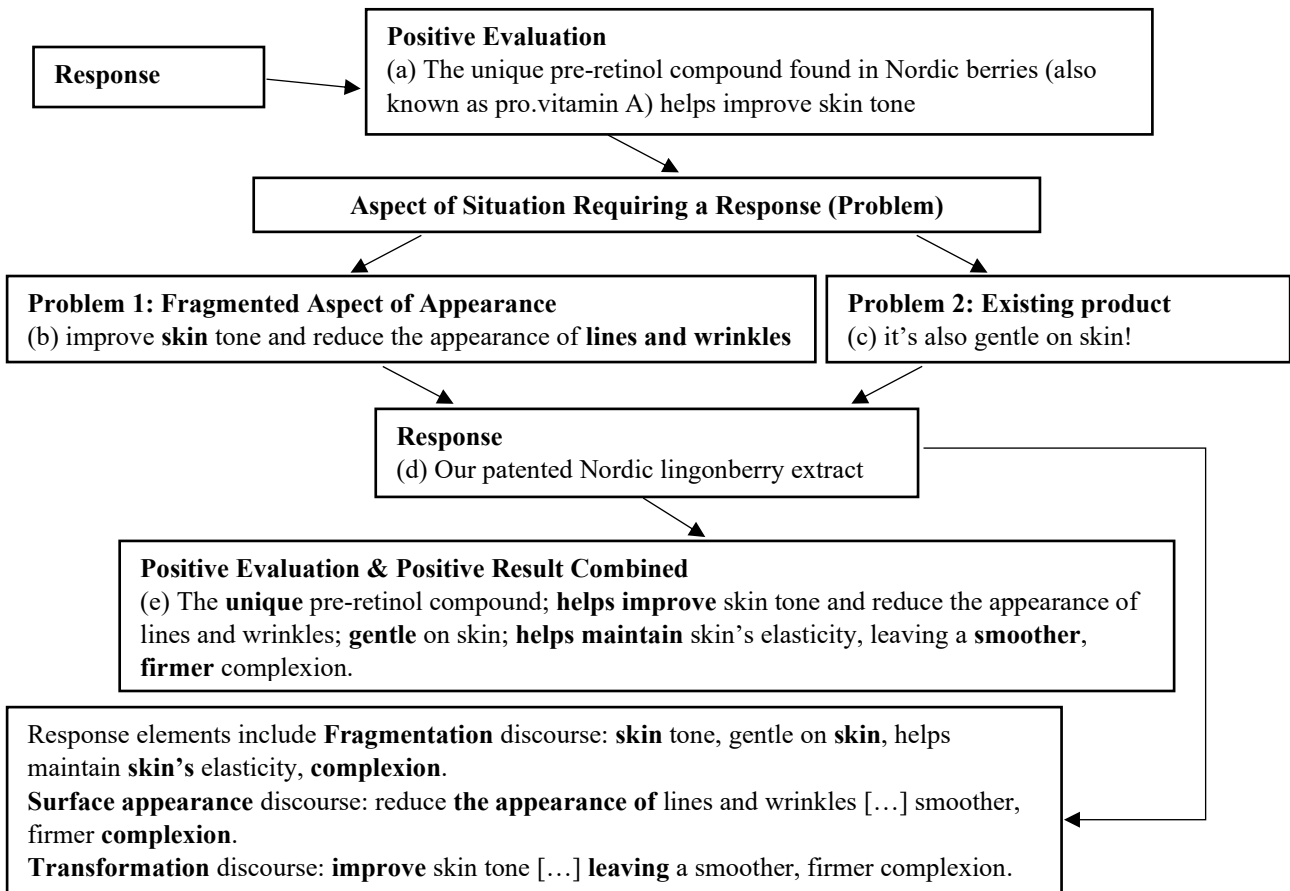 Positive Evaluation
(a) The unique pre-retinol compound found in Nordic berries (also
known as pro.vitamin A) helps improve skin tone
Response
Aspect of Situation Requiring a Response (Problem)
Problem 1: Fragmented Aspect of Appearance
(b) improve skin tone and reduce the appearance of lines and wrinkles
Problem 2: Existing product
(c) it’s also gentle on skin!
Response
(d) Our patented Nordic lingonberry extract
Positive Evaluation & Positive Result Combined
(e) The unique pre-retinol compound; helps improve skin tone and reduce the appearance of
lines and wrinkles; gentle on skin; helps maintain skin’s elasticity, leaving a smoother,
firmer complexion.
Response elements include Fragmentation discourse: skin tone, gentle on skin, helps
maintain skin’s elasticity, complexion.
Surface appearance discourse: reduce the appearance of lines and wrinkles […] smoother,
firmer complexion.
Transformation discourse: improve skin tone […] leaving a smoother, firmer complexion.